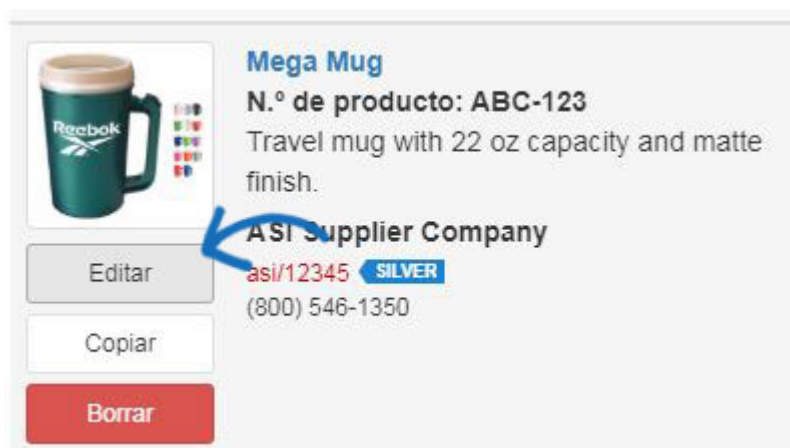 Reebok
Mega Mug
N.º de producto: ABC-123
Travel mug with 22 oz capacity and matte
finish.
ASI Supplier Company
asi/12345 SILVER
(800) 546-1350
Editar
Copiar
Borrar